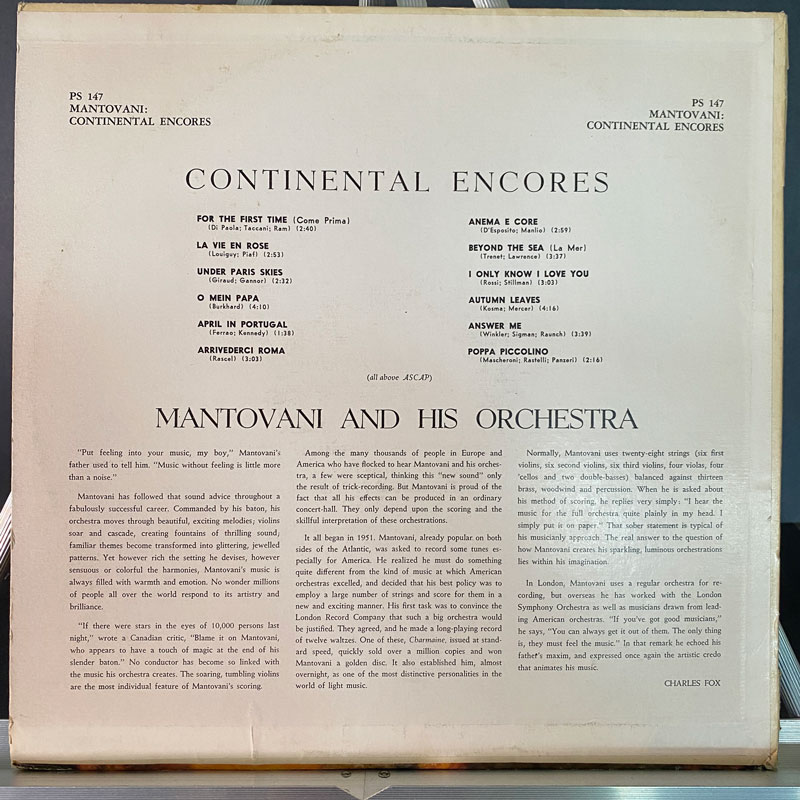 PS 147
MANTOVANI:
CONTINENTAL ENCORES
PS 147
MANTOVANI:
CONTINENTAL ENCORES
CONTINENTAL ENCORES
FOR THE FIRST TIME (Come Prima)
(Di Paola; Taccani; Ram) (2:40)
LA VIE EN ROSE
(Louiguy; Piaf) (2:53)
UNDER PARIS SKIES
(Giraud; Gannor) (2:32)
O MEIN PAPA
(Burkhard) (4:10)
APRIL IN PORTUGAL
(Ferrao; Kennedy) (1:38)
ARRIVEDERCI ROMA
(Rascel) (3:03)
ANEMA E CORE
(D'Esposito; Manlio) (2:59)
BEYOND THE SEA (La Mer)
(Trenet; Lawrence) (3:37)
I ONLY KNOW I LOVE YOU
(Rossi; Stillman) (3:03)
AUTUMN LEAVES
(Kosma; Mercer) (4:16)
ANSWER ME
(Winkler; Sigman; Raunch) (3:39)
POPPA PICCOLINO
(Mascheroni; Rastelli; Panzeri) (2:16)
(all above ASCAP)
MANTOVANI AND HIS ORCHESTRA
"Put feeling into your music, my boy," Mantovani's
father used to tell him. "Music without feeling is little more
than a noise."
Mantovani has followed that sound advice throughout a
fabulously successful career. Commanded by his baton, his
orchestra moves through beautiful, exciting melodies; violins
soar and cascade, creating fountains of thrilling sound;
familiar themes become transformed into glittering, jewelled
patterns. Yet however rich the setting he devises, however
sensuous or colorful the harmonies, Mantovani's music is
always filled with warmth and emotion. No wonder millions
of people all over the world respond to its artistry and
brilliance.
"If there were stars in the eyes of 10,000 persons last
night," wrote a Canadian critic, "Blame it on Mantovani,
who appears to have a touch of magic at the end of his
slender baton." No conductor has become so linked with
the music his orchestra creates. The soaring, tumbling violins
are the most individual feature of Mantovani's scoring.
Among the many thousands of people in Europe and
America who have flocked to hear Mantovani and his orches-
tra, a few were sceptical, thinking this "new sound" only
the result of trick-recording. But Mantovani is proud of the
fact that all his effects can be produced in an ordinary
concert-hall. They only depend upon the scoring and the
skillful interpretation of these orchestrations.
It all began in 1951. Mantovani, already popular on both
sides of the Atlantic, was asked to record some tunes es-
pecially for America. He realized he must do something
quite different from the kind of music at which American
orchestras excelled, and decided that his best policy was to
employ a large number of strings and score for them in a
new and exciting manner. His first task was to convince the
London Record Company that such a big orchestra would
be justified. They agreed, and he made a long-playing record
of twelve waltzes. One of these, Charmaine, issued at stand-
ard speed, quickly sold over a million copies and won
Mantovani a golden disc. It also established him, almost
overnight, as one of the most distinctive personalities in the
world of light music.
Normally, Mantovani uses twenty-eight strings (six first
violins, six second violins, six third violins, four violas, four
'cellos and two double-basses) balanced against thirteen
brass, woodwind and percussion. When he is asked about
his method of scoring, he replies very simply: "I hear the
music for the full orchestra quite plainly in my head. I
simply put it on paper." That sober statement is typical of
his musicianly approach. The real answer to the question of
how Mantovani creates his sparkling, luminous orchestrations
lies within his imagination.
In London, Mantovani uses a regular orchestra for re-
cording, but overseas he has worked with the London
Symphony Orchestra as well as musicians drawn from lead-
ing American orchestras. "If you've got good musicians,"
he says, "You can always get it out of them. The only thing
is, they must feel the music." In that remark he echoed his
father's maxim, and expressed once again the artistic credo
that animates his music.
CHARLES FOX